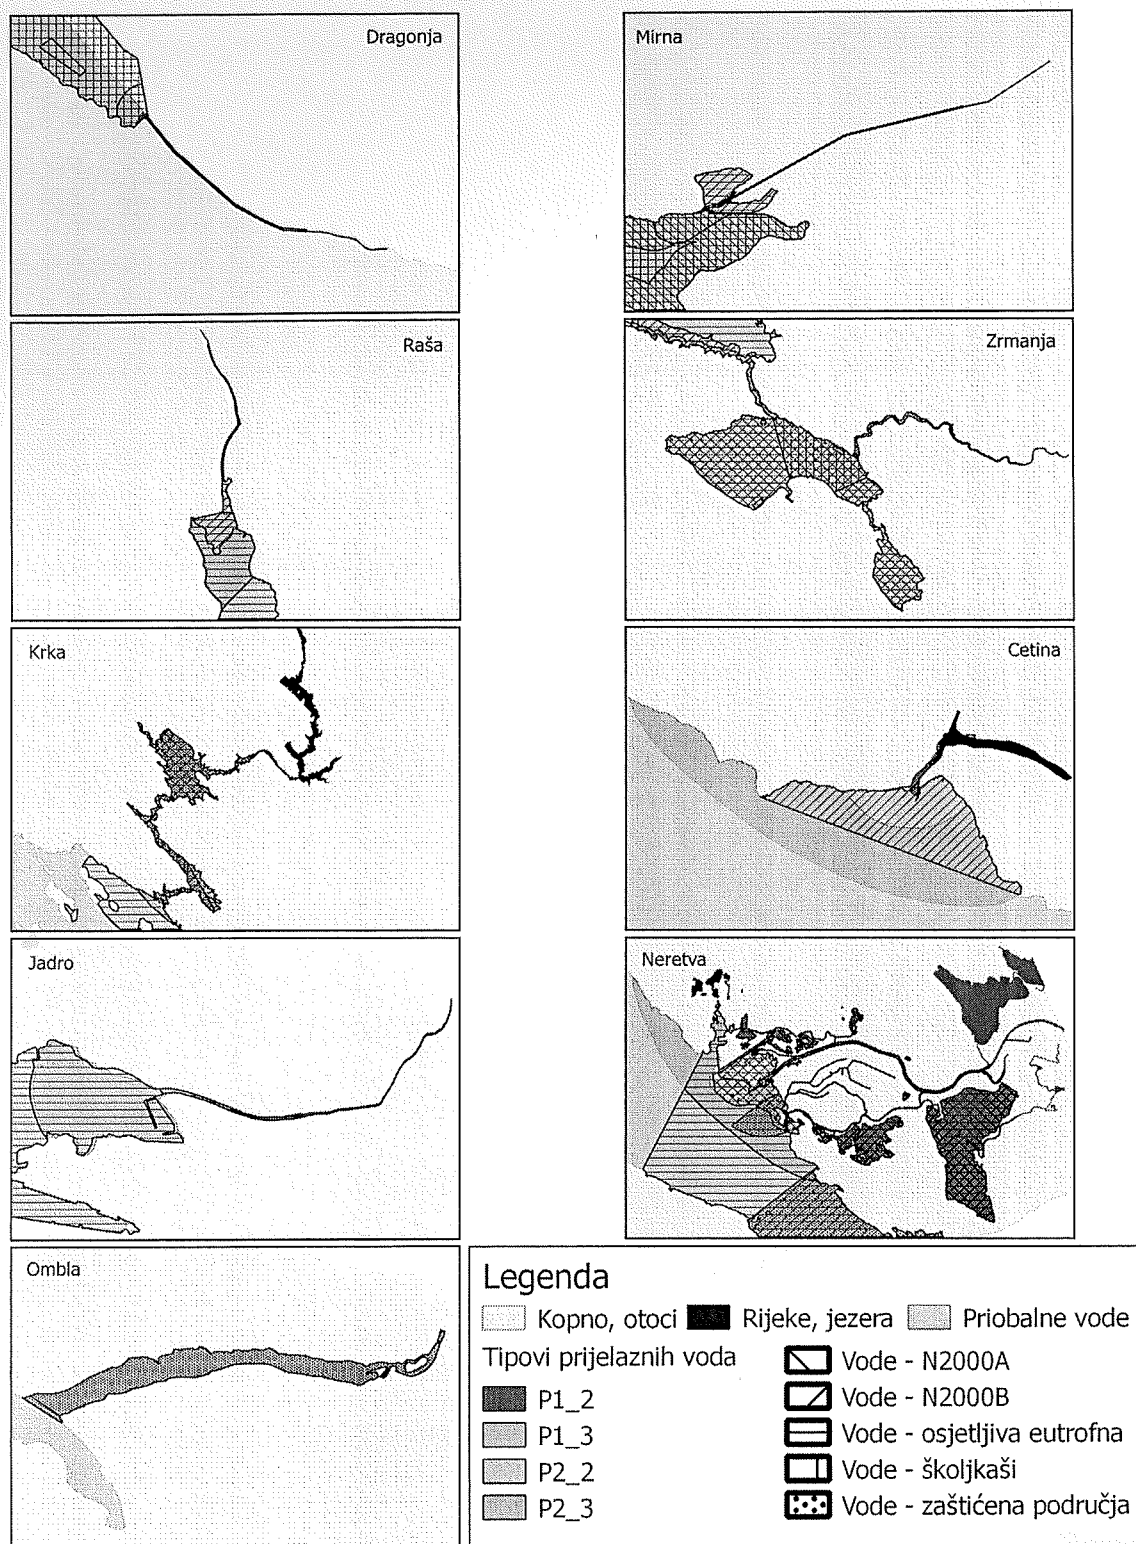 Dragonja
Mirna
Raša
Zrmanja
Krka
Cetina
Jadro
Neretva
Ombla
Legenda
Kopno, otoci Rijeke, jezera Priobalne vode
Tipovi prijelaznih voda
P1_2
P1_3
P2_2
P2_3
Vode - N2000A
Vode - N2000B
Vode - osjetljiva eutrofna
Vode - školjkaši
Vode - zaštićena područja